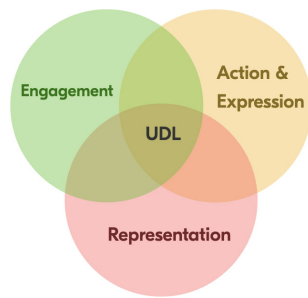 Engagement
Action &
Expression
UDL
Representation